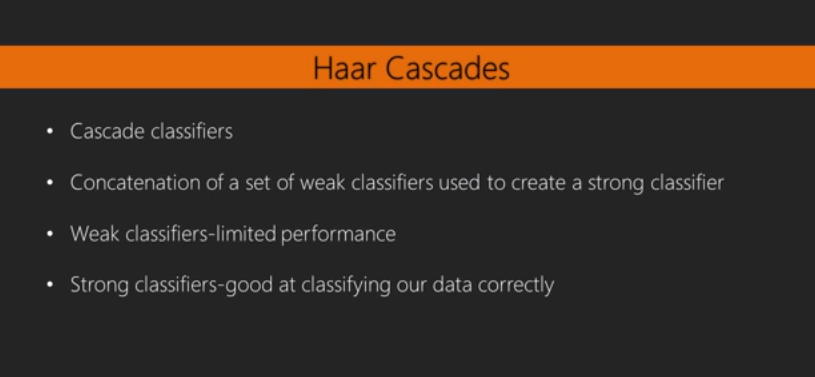 Haar Cascades
• Cascade classifiers
• Concatenation of a set of weak classifiers used to create a strong classifier
• Weak classifiers-limited performance
• Strong classifiers-good at classifying our data correctly